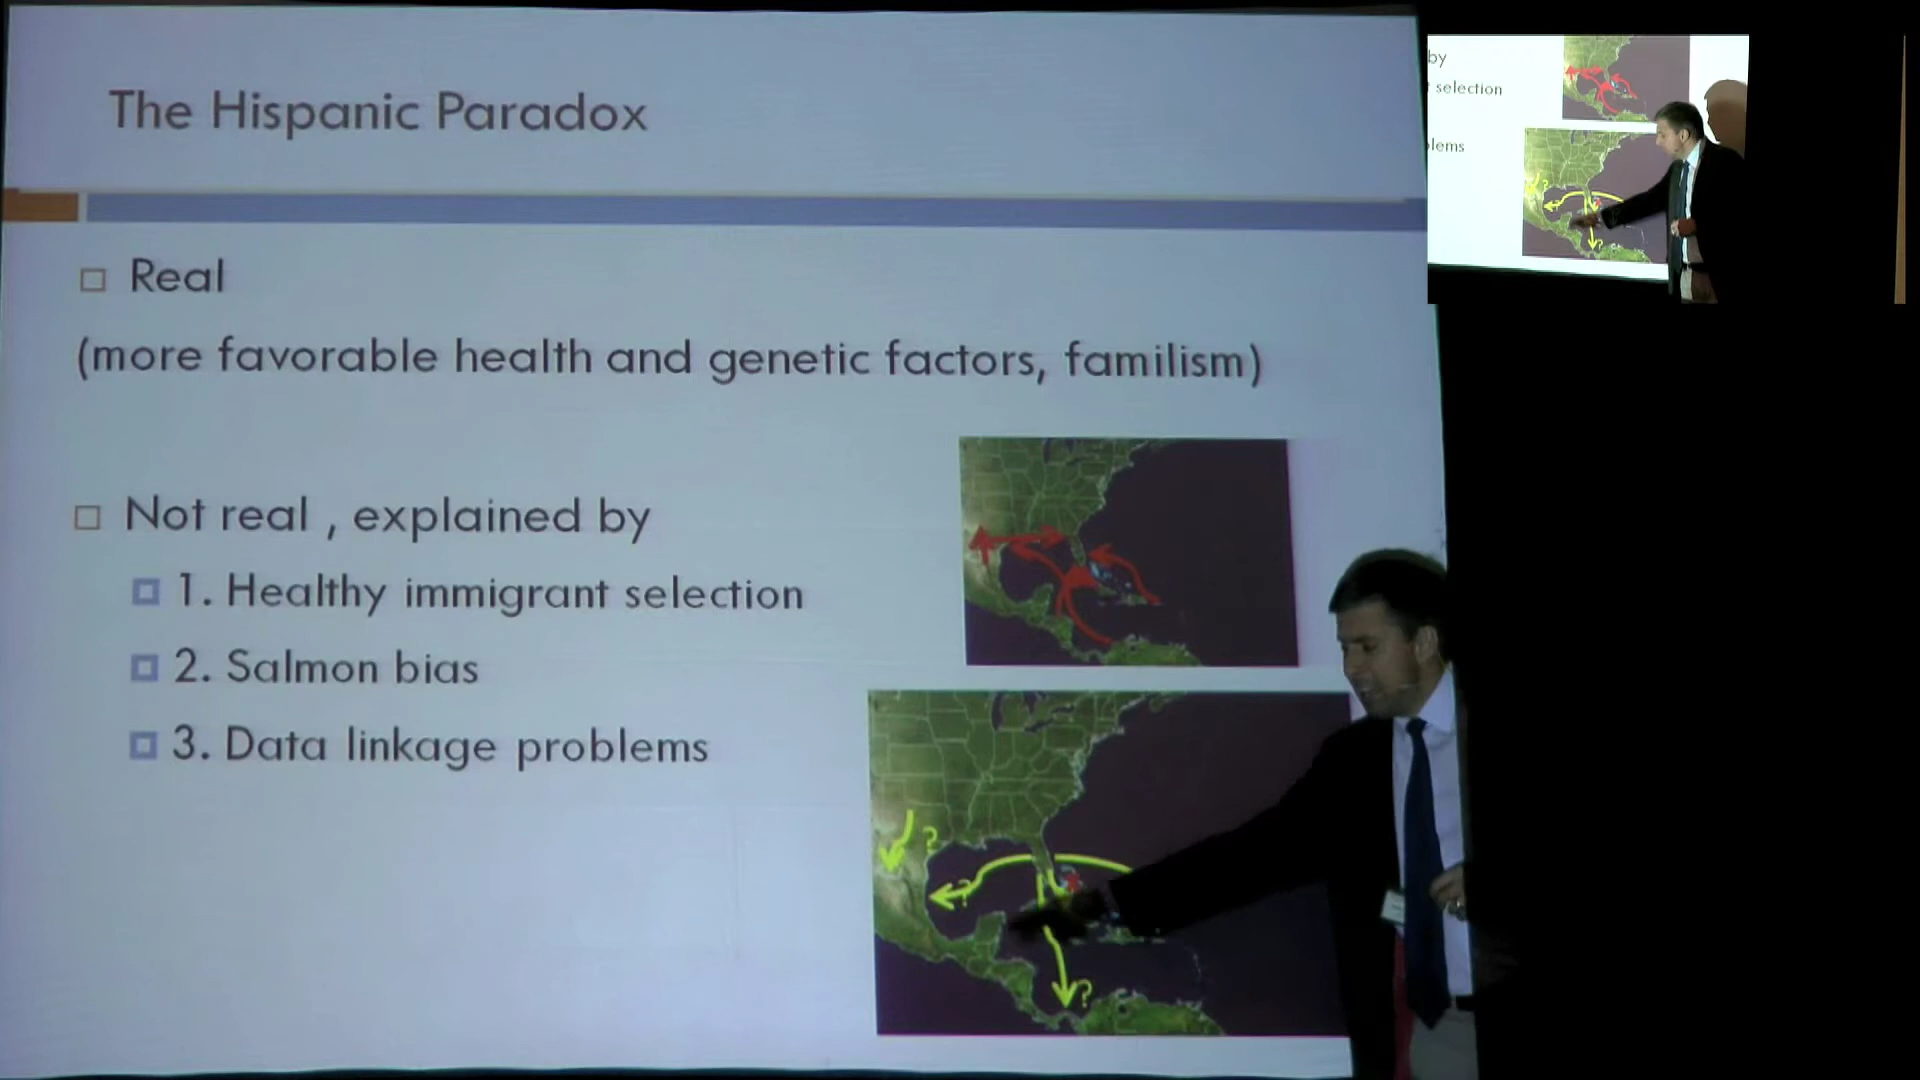 The Hispanic Paradox
Real
(more favorable health and genetic factors, familism)
Not real , explained by
1. Healthy immigrant selection
2. Salmon bias
3. Data linkage problems
?
?
?
by
selection
lems
?
?